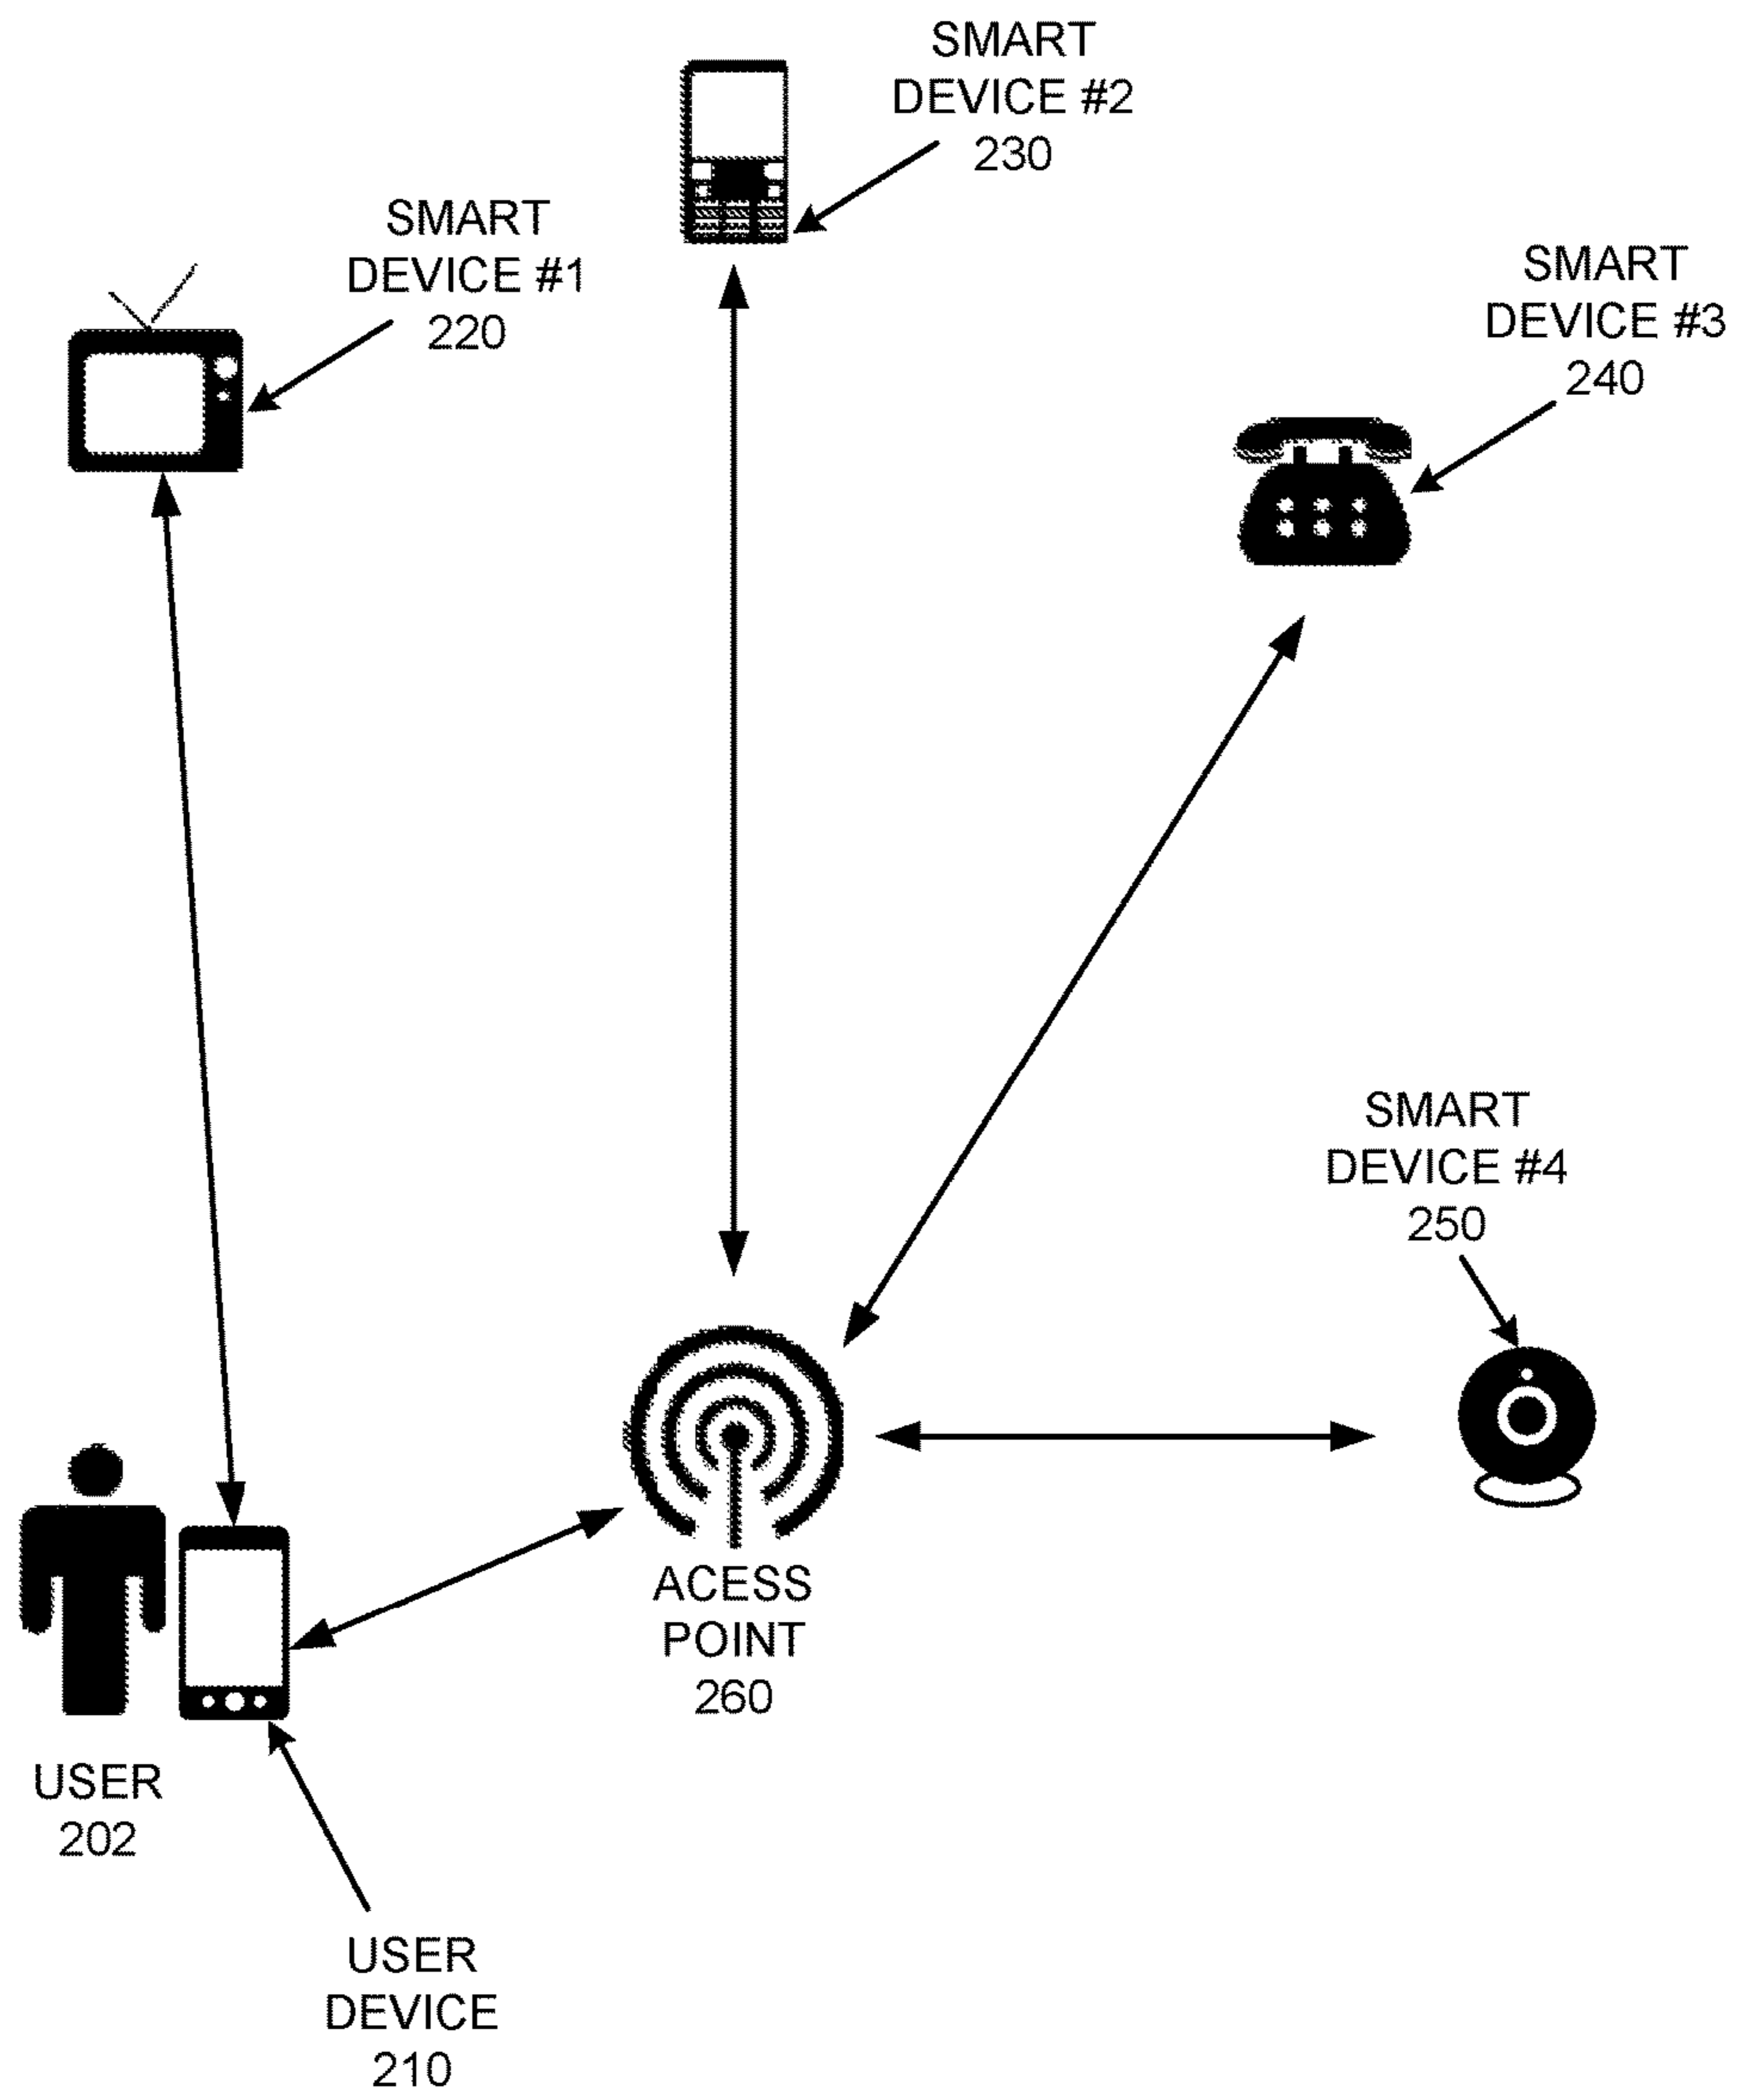 SMART
DEVICE #2
230
SMART
DEVICE #1
220
SMART
DEVICE #3
240
SMART
DEVICE #4
250
ACESS
POINT
260
USER
202
USER
DEVICE
210